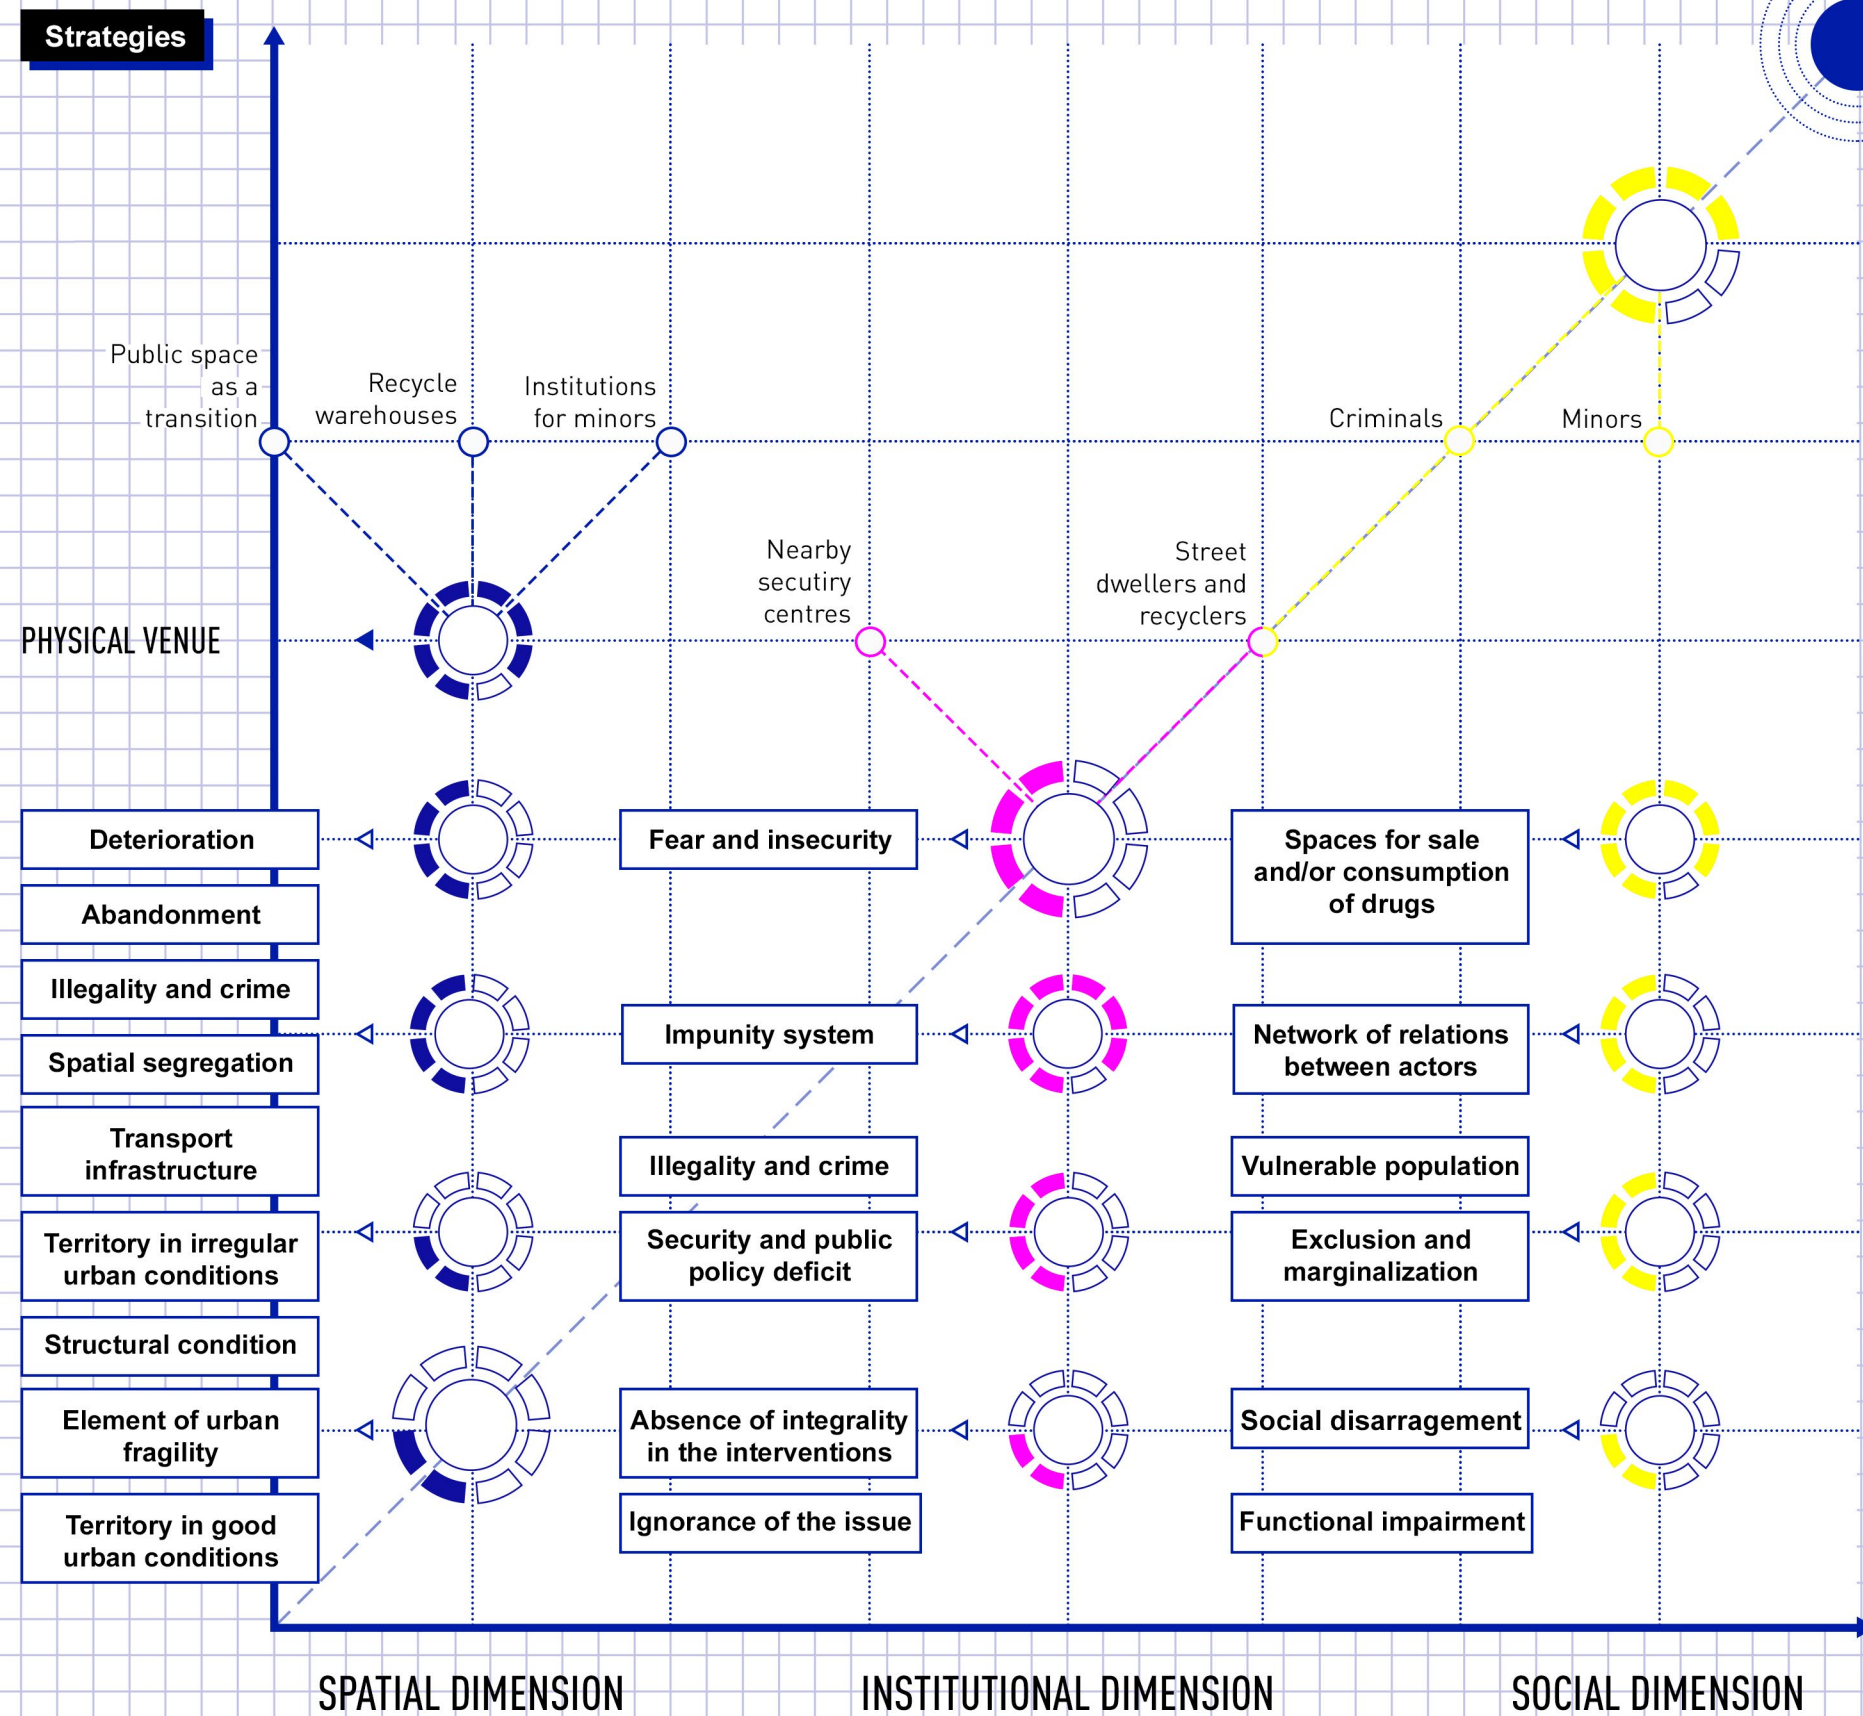 Strategies
Public space
as a
transition
Recycle
warehouses
Institutions
for minors
Criminals
Minors
Nearby
secutiry
centres
Street
dwellers and
recyclers
PHYSICAL VENUE
Deterioration
Abandonment
Illegality and crime
Spatial segregation
Transport
infrastructure
Territory in irregular
urban conditions
Structural condition
Element of urban
fragility
Territory in good
urban conditions
Fear and insecurity
Impunity system
Illegality and crime
Security and public
policy deficit
Absence of integrality
in the interventions
Ignorance of the issue
Spaces for sale
and/or consumption
of drugs
Network of relations
between actors
Vulnerable population
Exclusion and
marginalization
Social disarragement
Functional impairment
SPATIAL DIMENSION
INSTITUTIONAL DIMENSION
SOCIAL DIMENSION